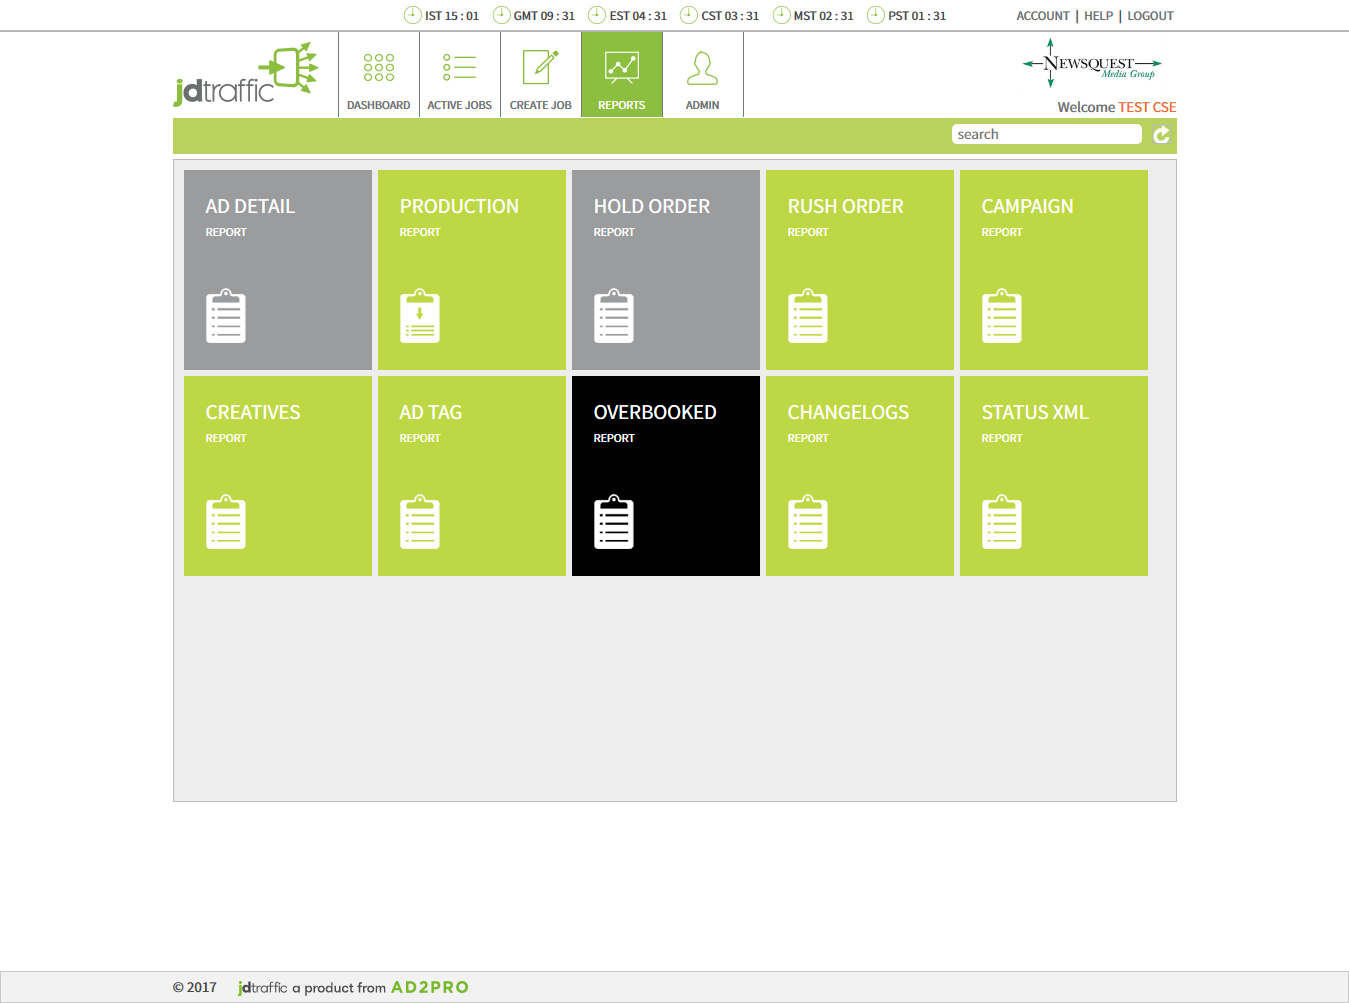 IST 15 : 01 GMT 09 : 31 EST 04 : 31 CST 03 : 31 MST 02 : 31 PST 01 : 31 ACCOUNT | HELP | LOGOUT
jdtraffic
DASHBOARD ACTIVE JOBS CREATE JOB REPORTS ADMIN
NEWSQUEST
Media Group
Welcome TEST CSE
search
AD DETAIL
REPORT
PRODUCTION
REPORT
HOLD ORDER
REPORT
RUSH ORDER
REPORT
CAMPAIGN
REPORT
CREATIVES
REPORT
AD TAG
REPORT
OVERBOOKED
REPORT
CHANGELOGS
REPORT
STATUS XML
REPORT
© 2017 jdtraffic a product from AD2PRO